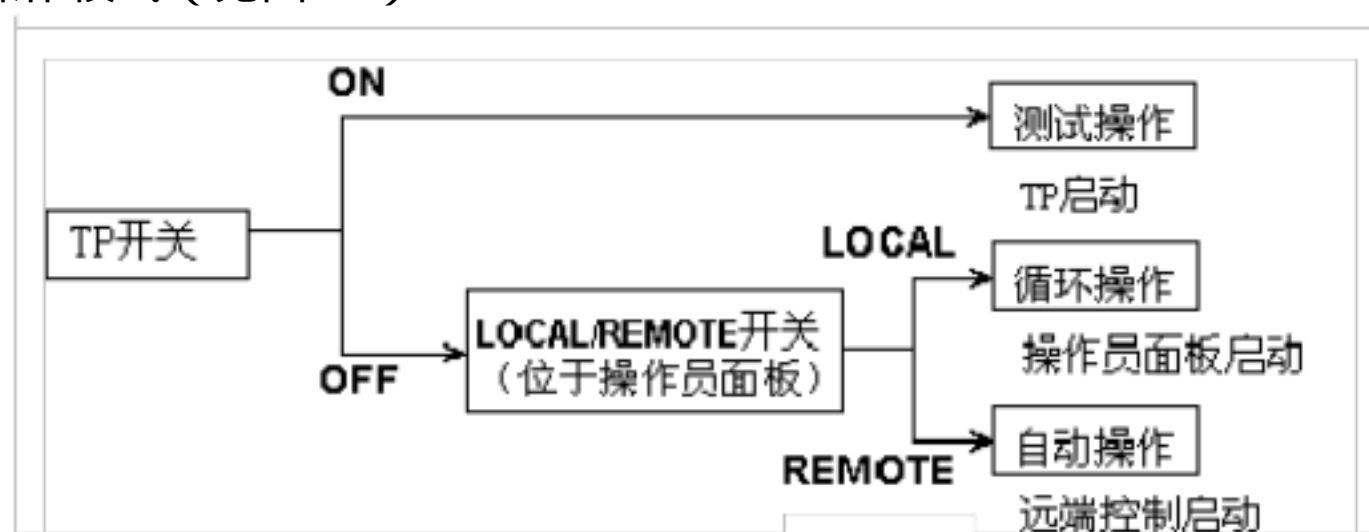 ON
测试操作
TP启动
TP开关
LOCAL
循环操作
LOCAL/REMOTE开关
(位于操作员面板)
操作员面板启动
OFF
自动操作
REMOTE
远端控制启动